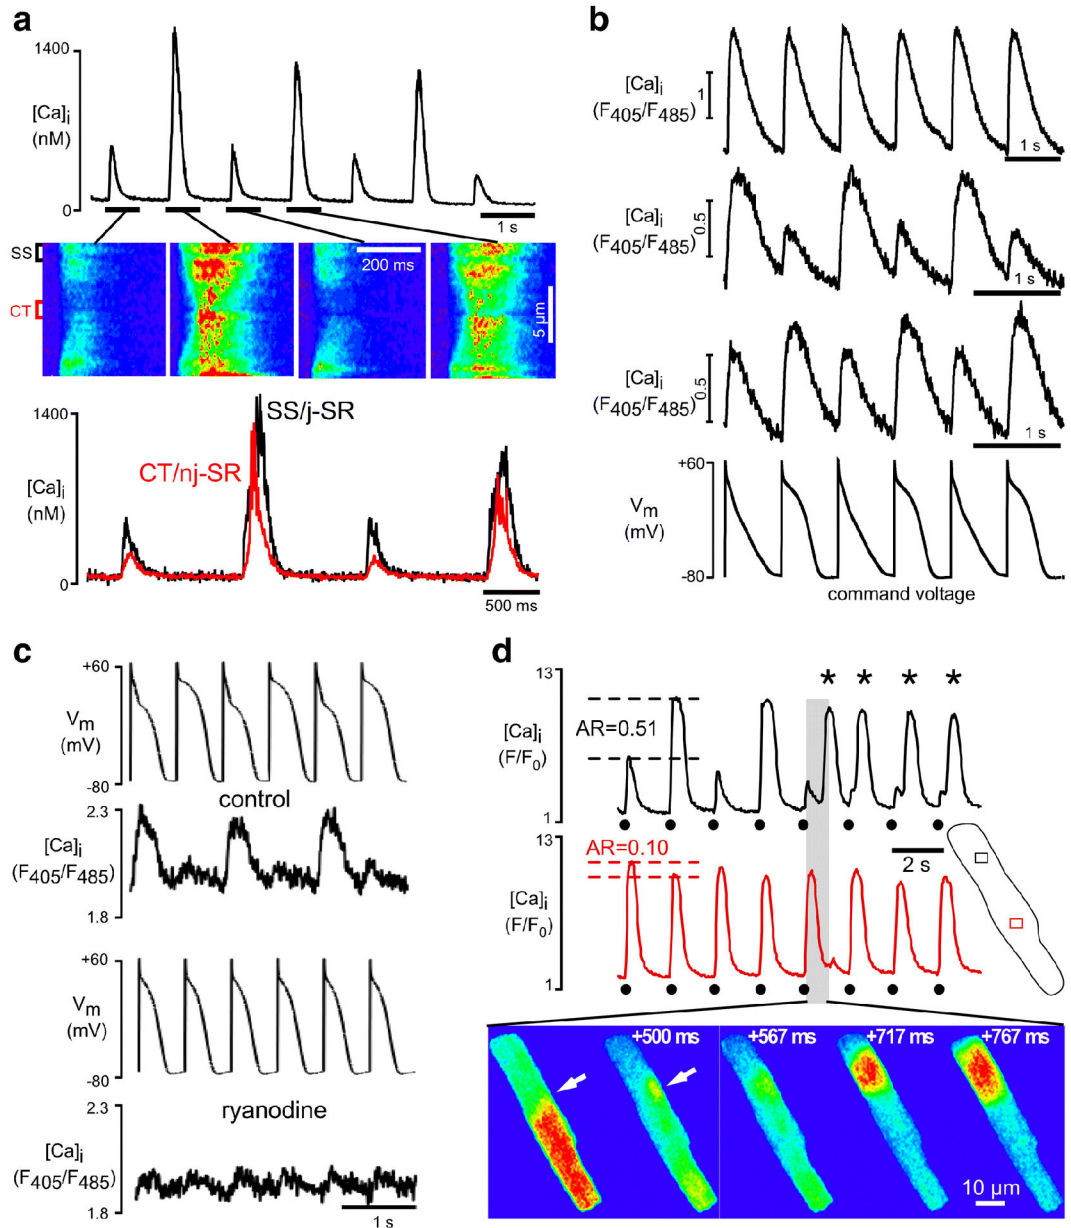 a
1400
[Ca]i
(nM)
0
1 s
SS
CT
200 ms
5 µm
1400
SS/j-SR
CT/nj-SR
[Ca]i
(nM)
0
500 ms
b
[Ca]i
(F405/F485)
1
1 s
[Ca]i
(F405/F485)
0.5
1 s
[Ca]i
(F405/F485)
0.5
1 s
+60
Vm
(mV)
-80
command voltage
c
+60
Vm
(mV)
-80
control
2.3
[Ca]i
(F405/F485)
1.8
+60
Vm
(mV)
-80
ryanodine
2.3
[Ca]i
(F405/F485)
1.8
1 s
d
13
* * * *
AR=0.51
[Ca]i
(F/F0)
1
13
AR=0.10
2 s
[Ca]i
(F/F0)
1
+500 ms
+567 ms
+717 ms
+767 ms
10 µm